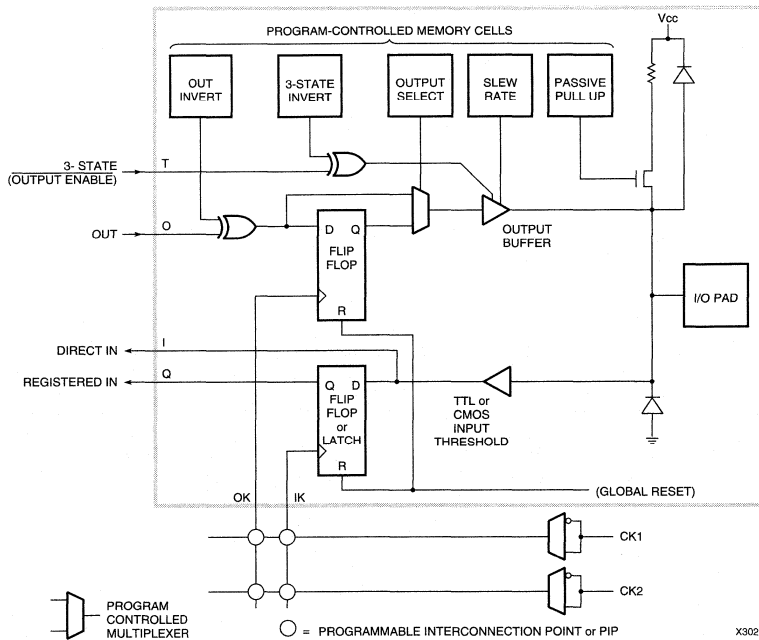 PROGRAM-CONTROLLED MEMORY CELLS
Vcc
OUT
INVERT
3-STATE
INVERT
OUTPUT
SELECT
SLEW
RATE
PASSIVE
PULL UP
3- STATE
(OUTPUT ENABLE)
T
OUT
O
D Q
FLIP
FLOP
R
OUTPUT
BUFFER
I/O PAD
DIRECT IN
I
REGISTERED IN
Q
Q D
FLIP
FLOP
or
LATCH
R
TTL or
CMOS
INPUT
THRESHOLD
OK
IK
(GLOBAL RESET)
CK1
CK2
PROGRAM
CONTROLLED
MULTIPLEXER
= PROGRAMMABLE INTERCONNECTION POINT or PIP
X302